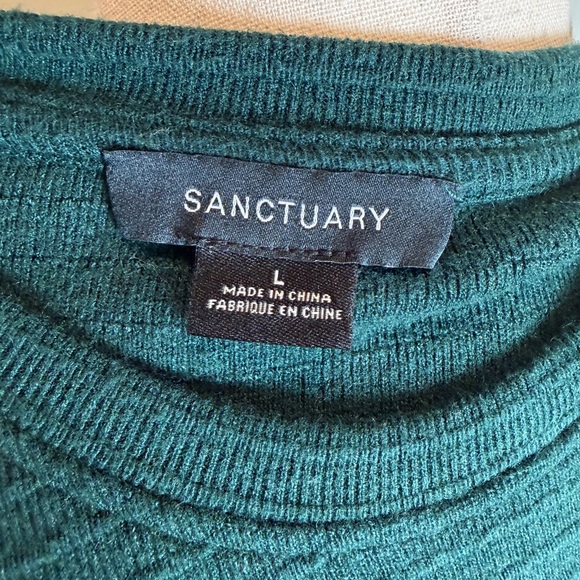 SANCTUARY
L
MADE IN CHINA
FABRIQUE EN CHINE